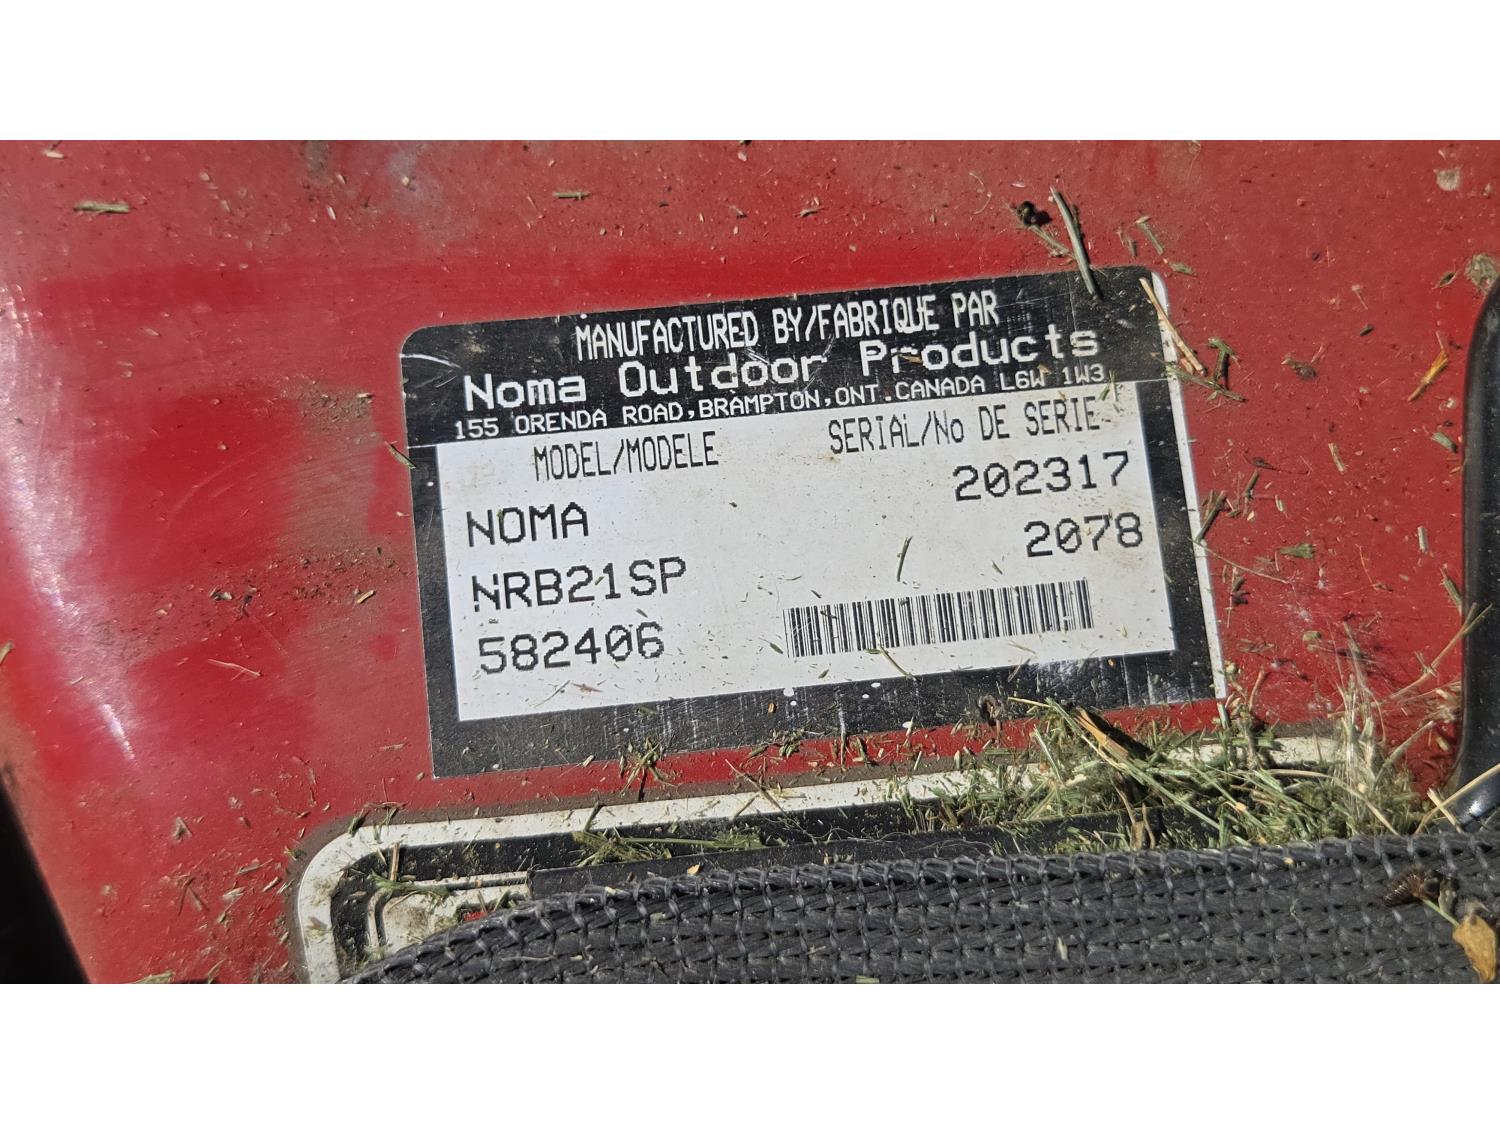 MANUFACTURED BY/FABRIQUE PAR
Noma Outdoor Products
155 ORENDA ROAD,BRAMPTON,ONT.CANADA L6W 1W3
MODEL/MODELE
SERIAL/No DE SERIE
NOMA
202317
NRB21SP
2078
582406